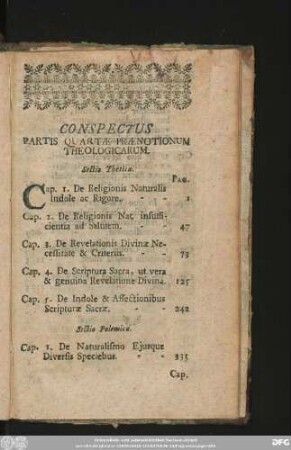 CONSPECTUS
PARTIS QUARTÆ PRÆNOTIONUM
THEOLOGICARUM.
Sectio Thetica.
PAG.
Cap. 1. De Religionis Naturalis
Indole ac Rigore. - - 1
Cap. 2. De Religionis Nat. insuffi-
cientia ad Salutem. - - 47
Cap. 3. De Revelationis Divinæ Ne-
cessitate & Criteriis. - - 73
Cap. 4. De Scriptura Sacra, ut vera
& genuina Revelatione Divina. 125
Cap. 5. De Indole & Affectionibus
Scripturæ Sacræ. - - 242
Sectio Polemica.
Cap. 1. De Naturalismo Ejusque
Diversis Speciebus. - - 335
Cap.